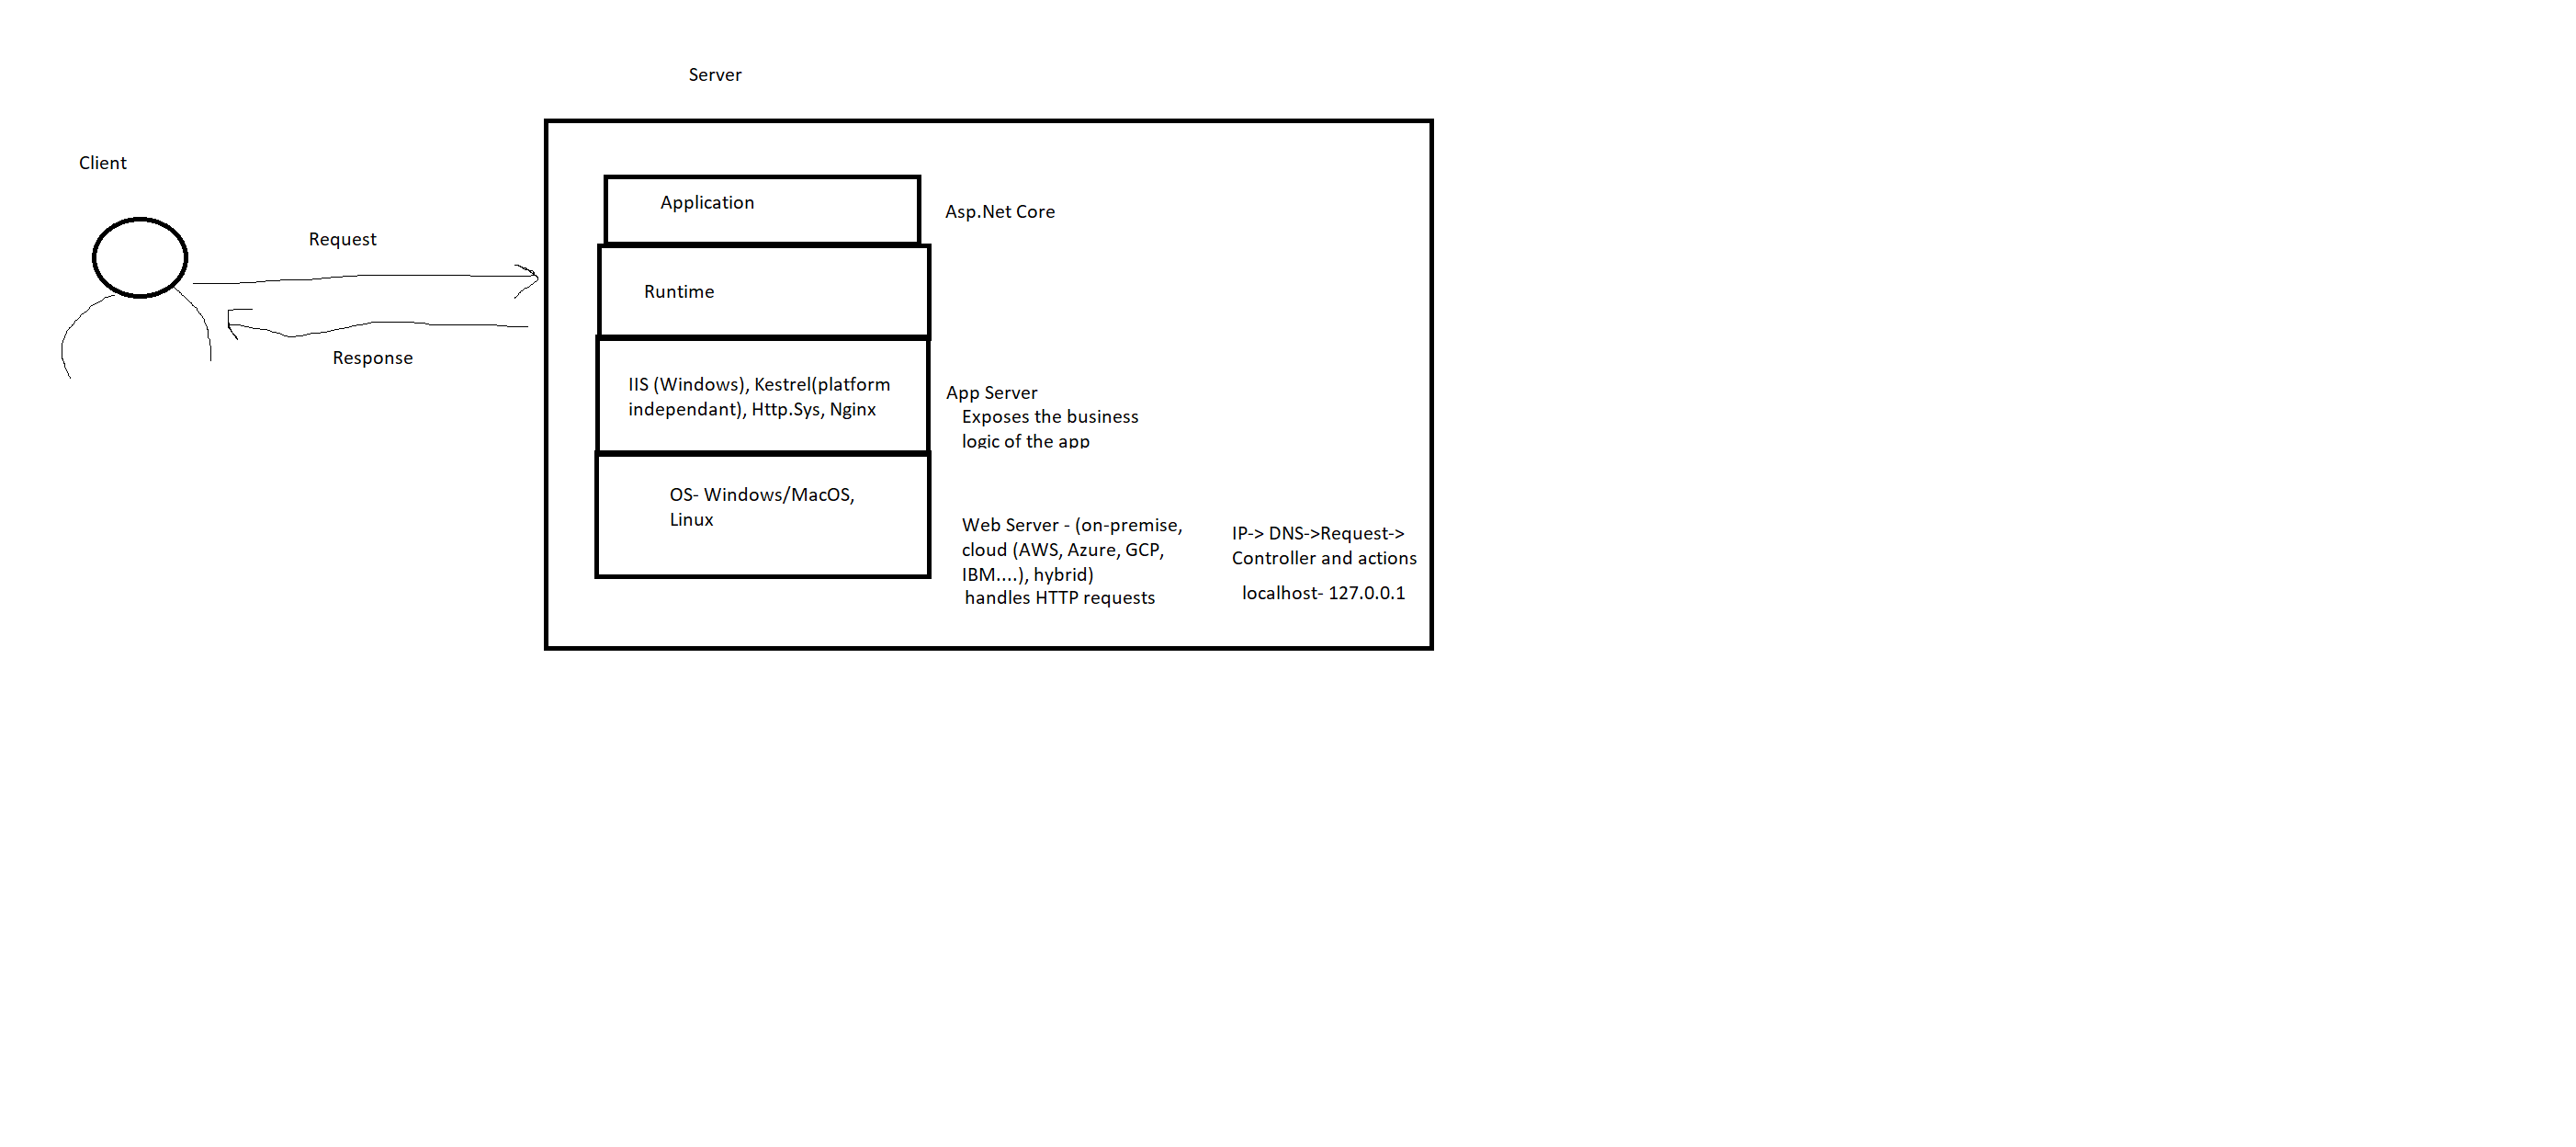 Server
Client
Application
Asp.Net Core
Request
Runtime
Response
IIS (Windows), Kestrel(platform
independant), Http.Sys, Nginx
App Server
Exposes the business
logic of the app
OS- Windows/MacOS,
Linux
Web Server - (on-premise,
cloud (AWS, Azure, GCP,
IBM....), hybrid)
handles HTTP requests
IP-> DNS->Request->
Controller and actions
localhost- 127.0.0.1